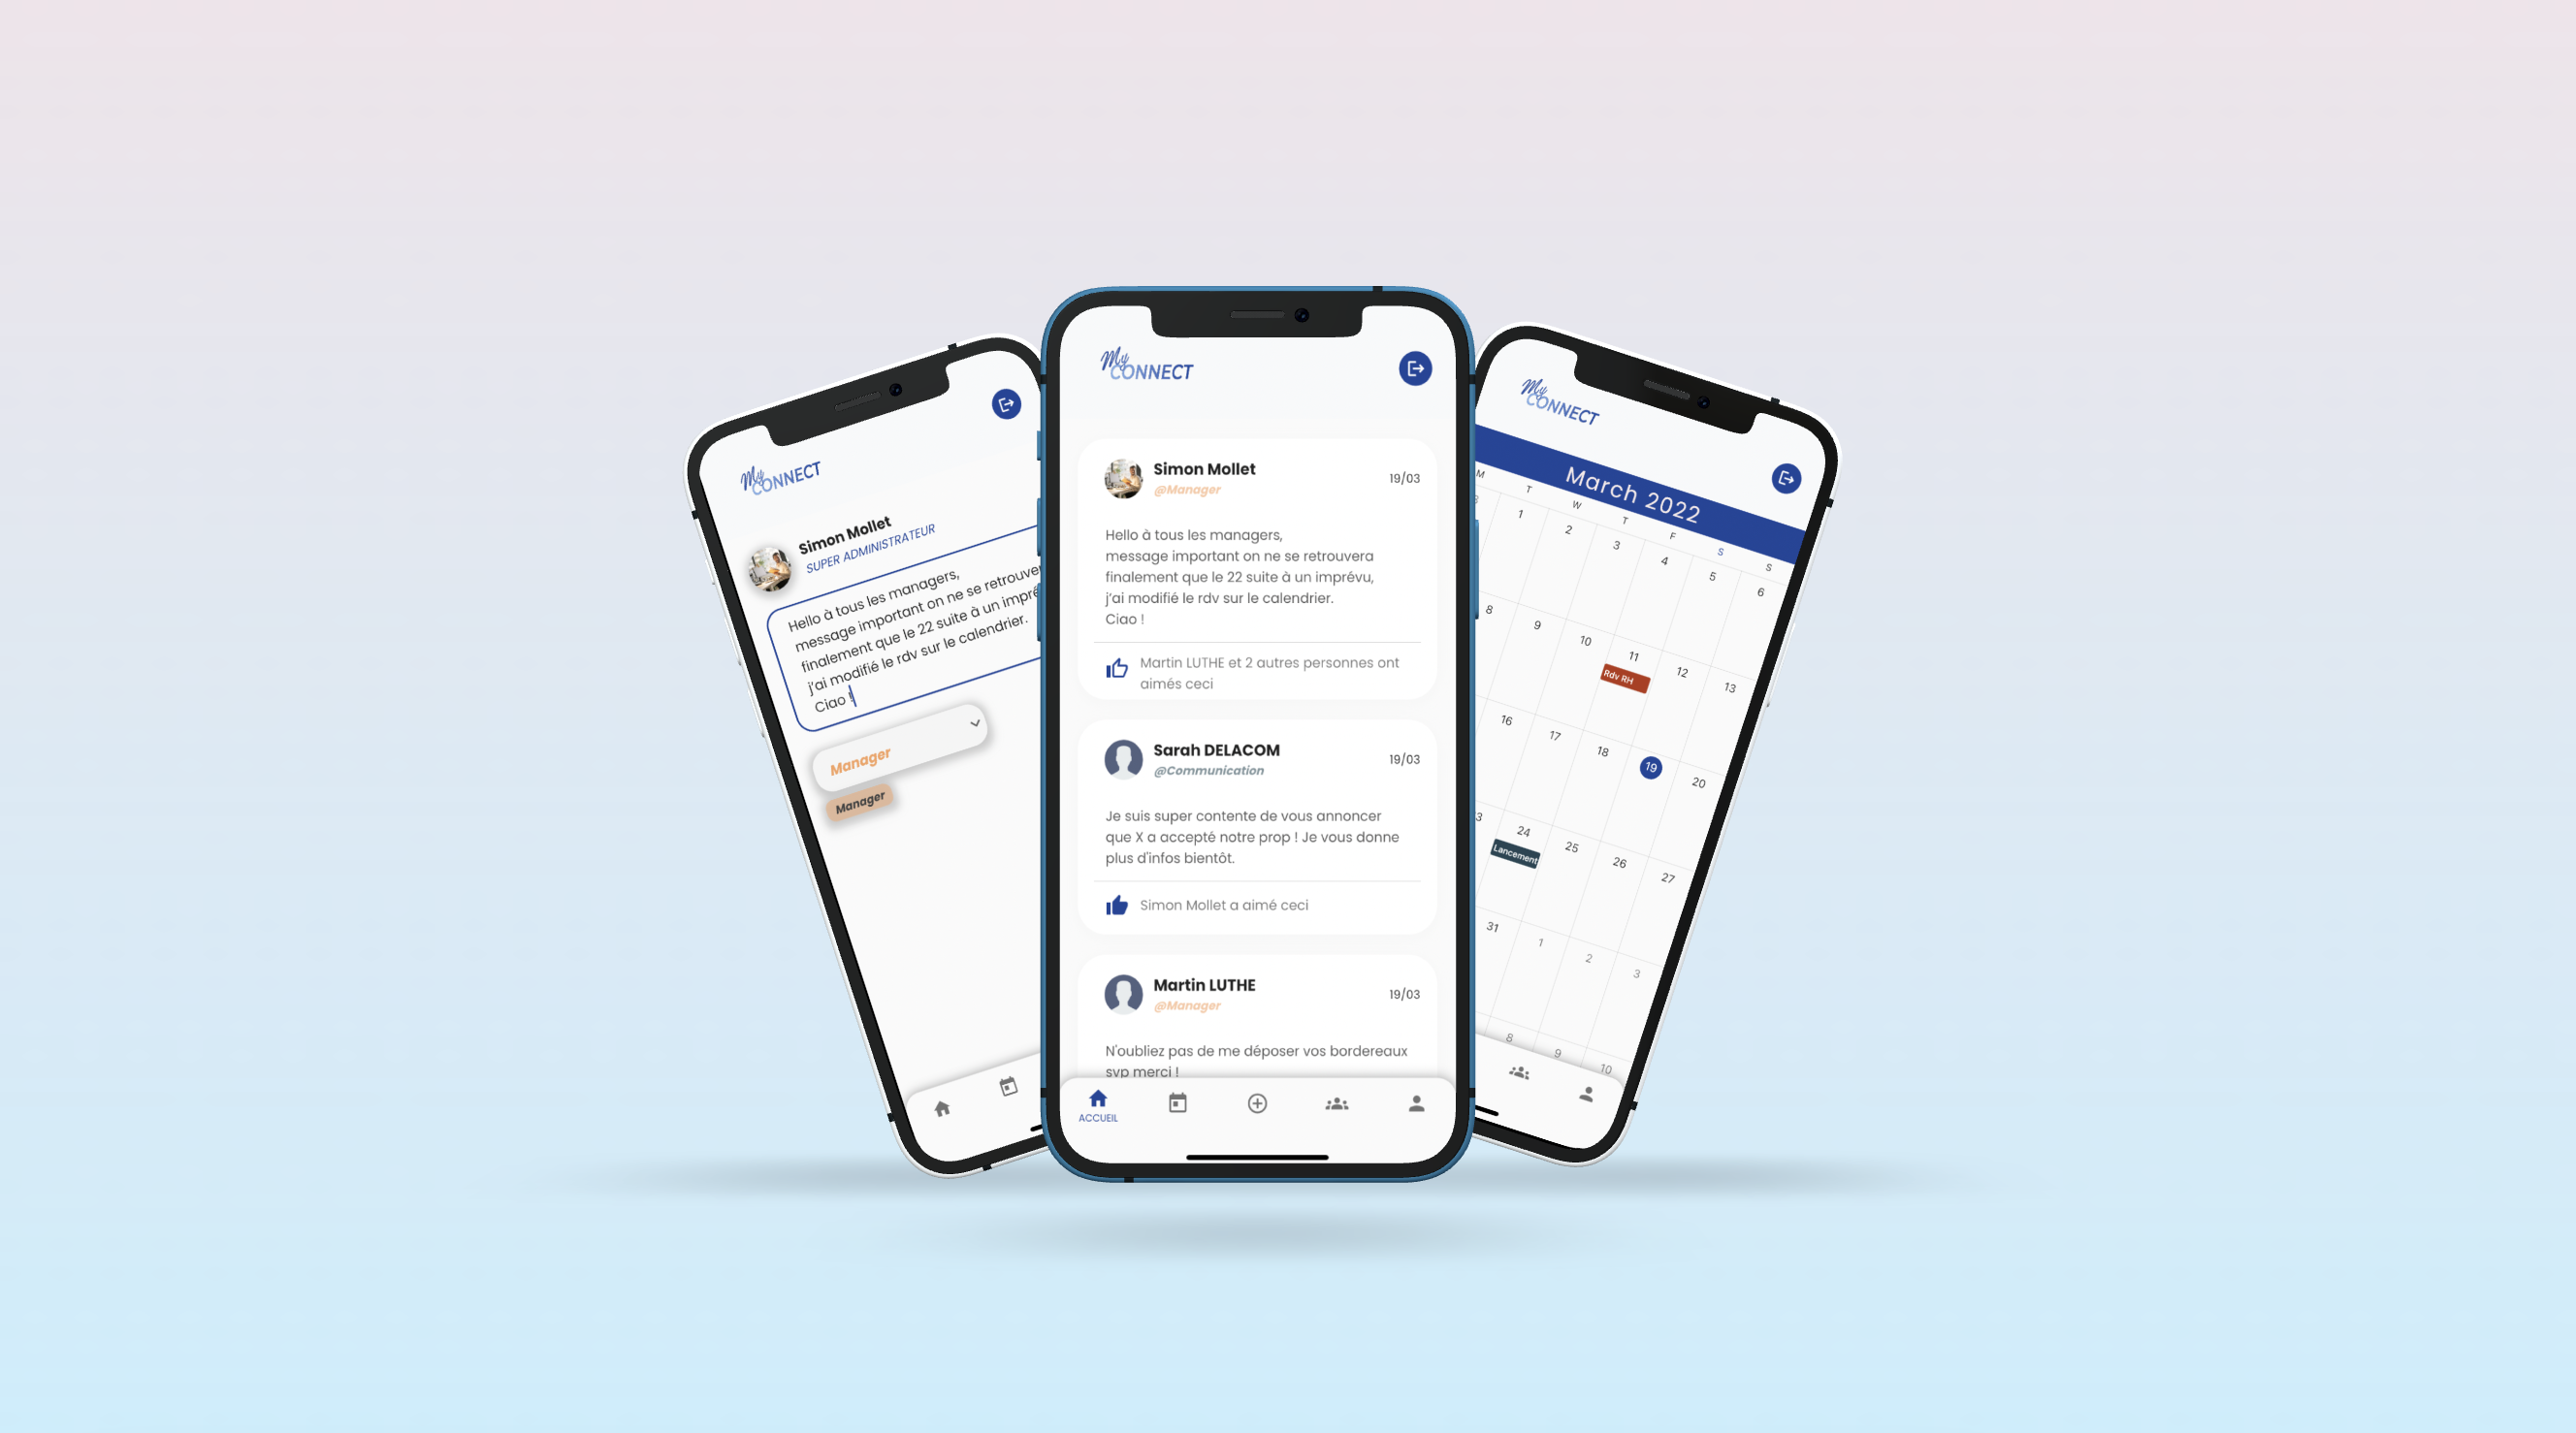 My
CONNECT
Simon Mollet
SUPER ADMINISTRATEUR
Hello à tous les managers,
message important on ne se
finalement que le 22 suite à un
j'ai modifié le rdv sur le calendrier.
Ciao !
Manager
Manager
My
CONNECT
Simon Mollet
@Manager
19/03
Hello à tous les managers,
message important on ne se retrouvera
finalement que le 22 suite à un imprévu,
j'ai modifié le rdv sur le calendrier.
Ciao !
Martin LUTHE et 2 autres personnes ont
aimés ceci
Sarah DELACOM
@Communication
19/03
Je suis super contente de vous annoncer
que X a accepté notre prop ! Je vous donne
plus d'infos bientôt.
Simon Mollet a aimé ceci
Martin LUTHE
@Manager
19/03
N'oubliez pas de me déposer vos bordereaux
svp merci !
ACCUEIL
My
CONNECT
March 2022
M T W T F S S
1 2 3 4 5 6
8 9 10 11 12 13
Rdv RH
16 17 18 19 20
24 25 26 27
Lancement
31 1 2 3
8 9 10